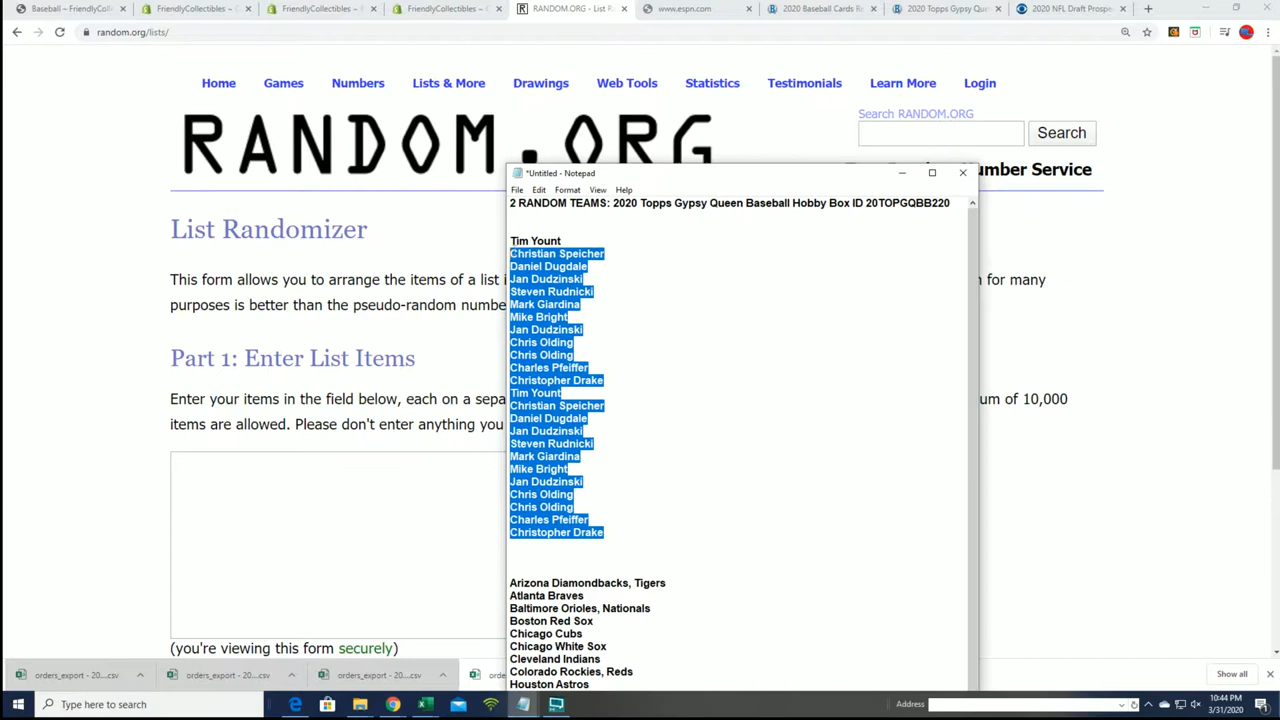 Baseball – FriendlyCo
FriendlyCollectibles –
FriendlyCollectibles –
FriendlyCollectibles – C
RANDOM.ORG - List R
www.espn.com
2020 Baseball Cards Re
2020 Topps Gypsy Que
2020 NFL Draft Prospe
random.org/lists/
Home Games Numbers Lists & More Drawings Web Tools Statistics Testimonials Learn More Login
Search RANDOM.ORG
RANDOM.ORG
Search
Number Service
*Untitled - Notepad
File Edit Format View Help
2 RANDOM TEAMS: 2020 Topps Gypsy Queen Baseball Hobby Box ID 20TOPGQBB220
List Randomizer
This form allows you to arrange the items of a list i
n for many
purposes is better than the pseudo-random numbe
Part 1: Enter List Items
Enter your items in the field below, each on a sepa
um of 10,000
items are allowed. Please don't enter anything you
Tim Yount
Christian Speicher
Daniel Dugdale
Jan Dudzinski
Steven Rudnicki
Mark Giardina
Mike Bright
Jan Dudzinski
Chris Olding
Chris Olding
Charles Pfeiffer
Christopher Drake
Tim Yount
Christian Speicher
Daniel Dugdale
Jan Dudzinski
Steven Rudnicki
Mark Giardina
Mike Bright
Jan Dudzinski
Chris Olding
Chris Olding
Charles Pfeiffer
Christopher Drake
Arizona Diamondbacks, Tigers
Atlanta Braves
Baltimore Orioles, Nationals
Boston Red Sox
Chicago Cubs
Chicago White Sox
Cleveland Indians
Colorado Rockies, Reds
Houston Astros
(you're viewing this form securely)
orders_export - 20....csv
orders_export - 20....csv
orders_export - 20....csv
orde
Show all
Type here to search
Address
10:44 PM
3/31/2020